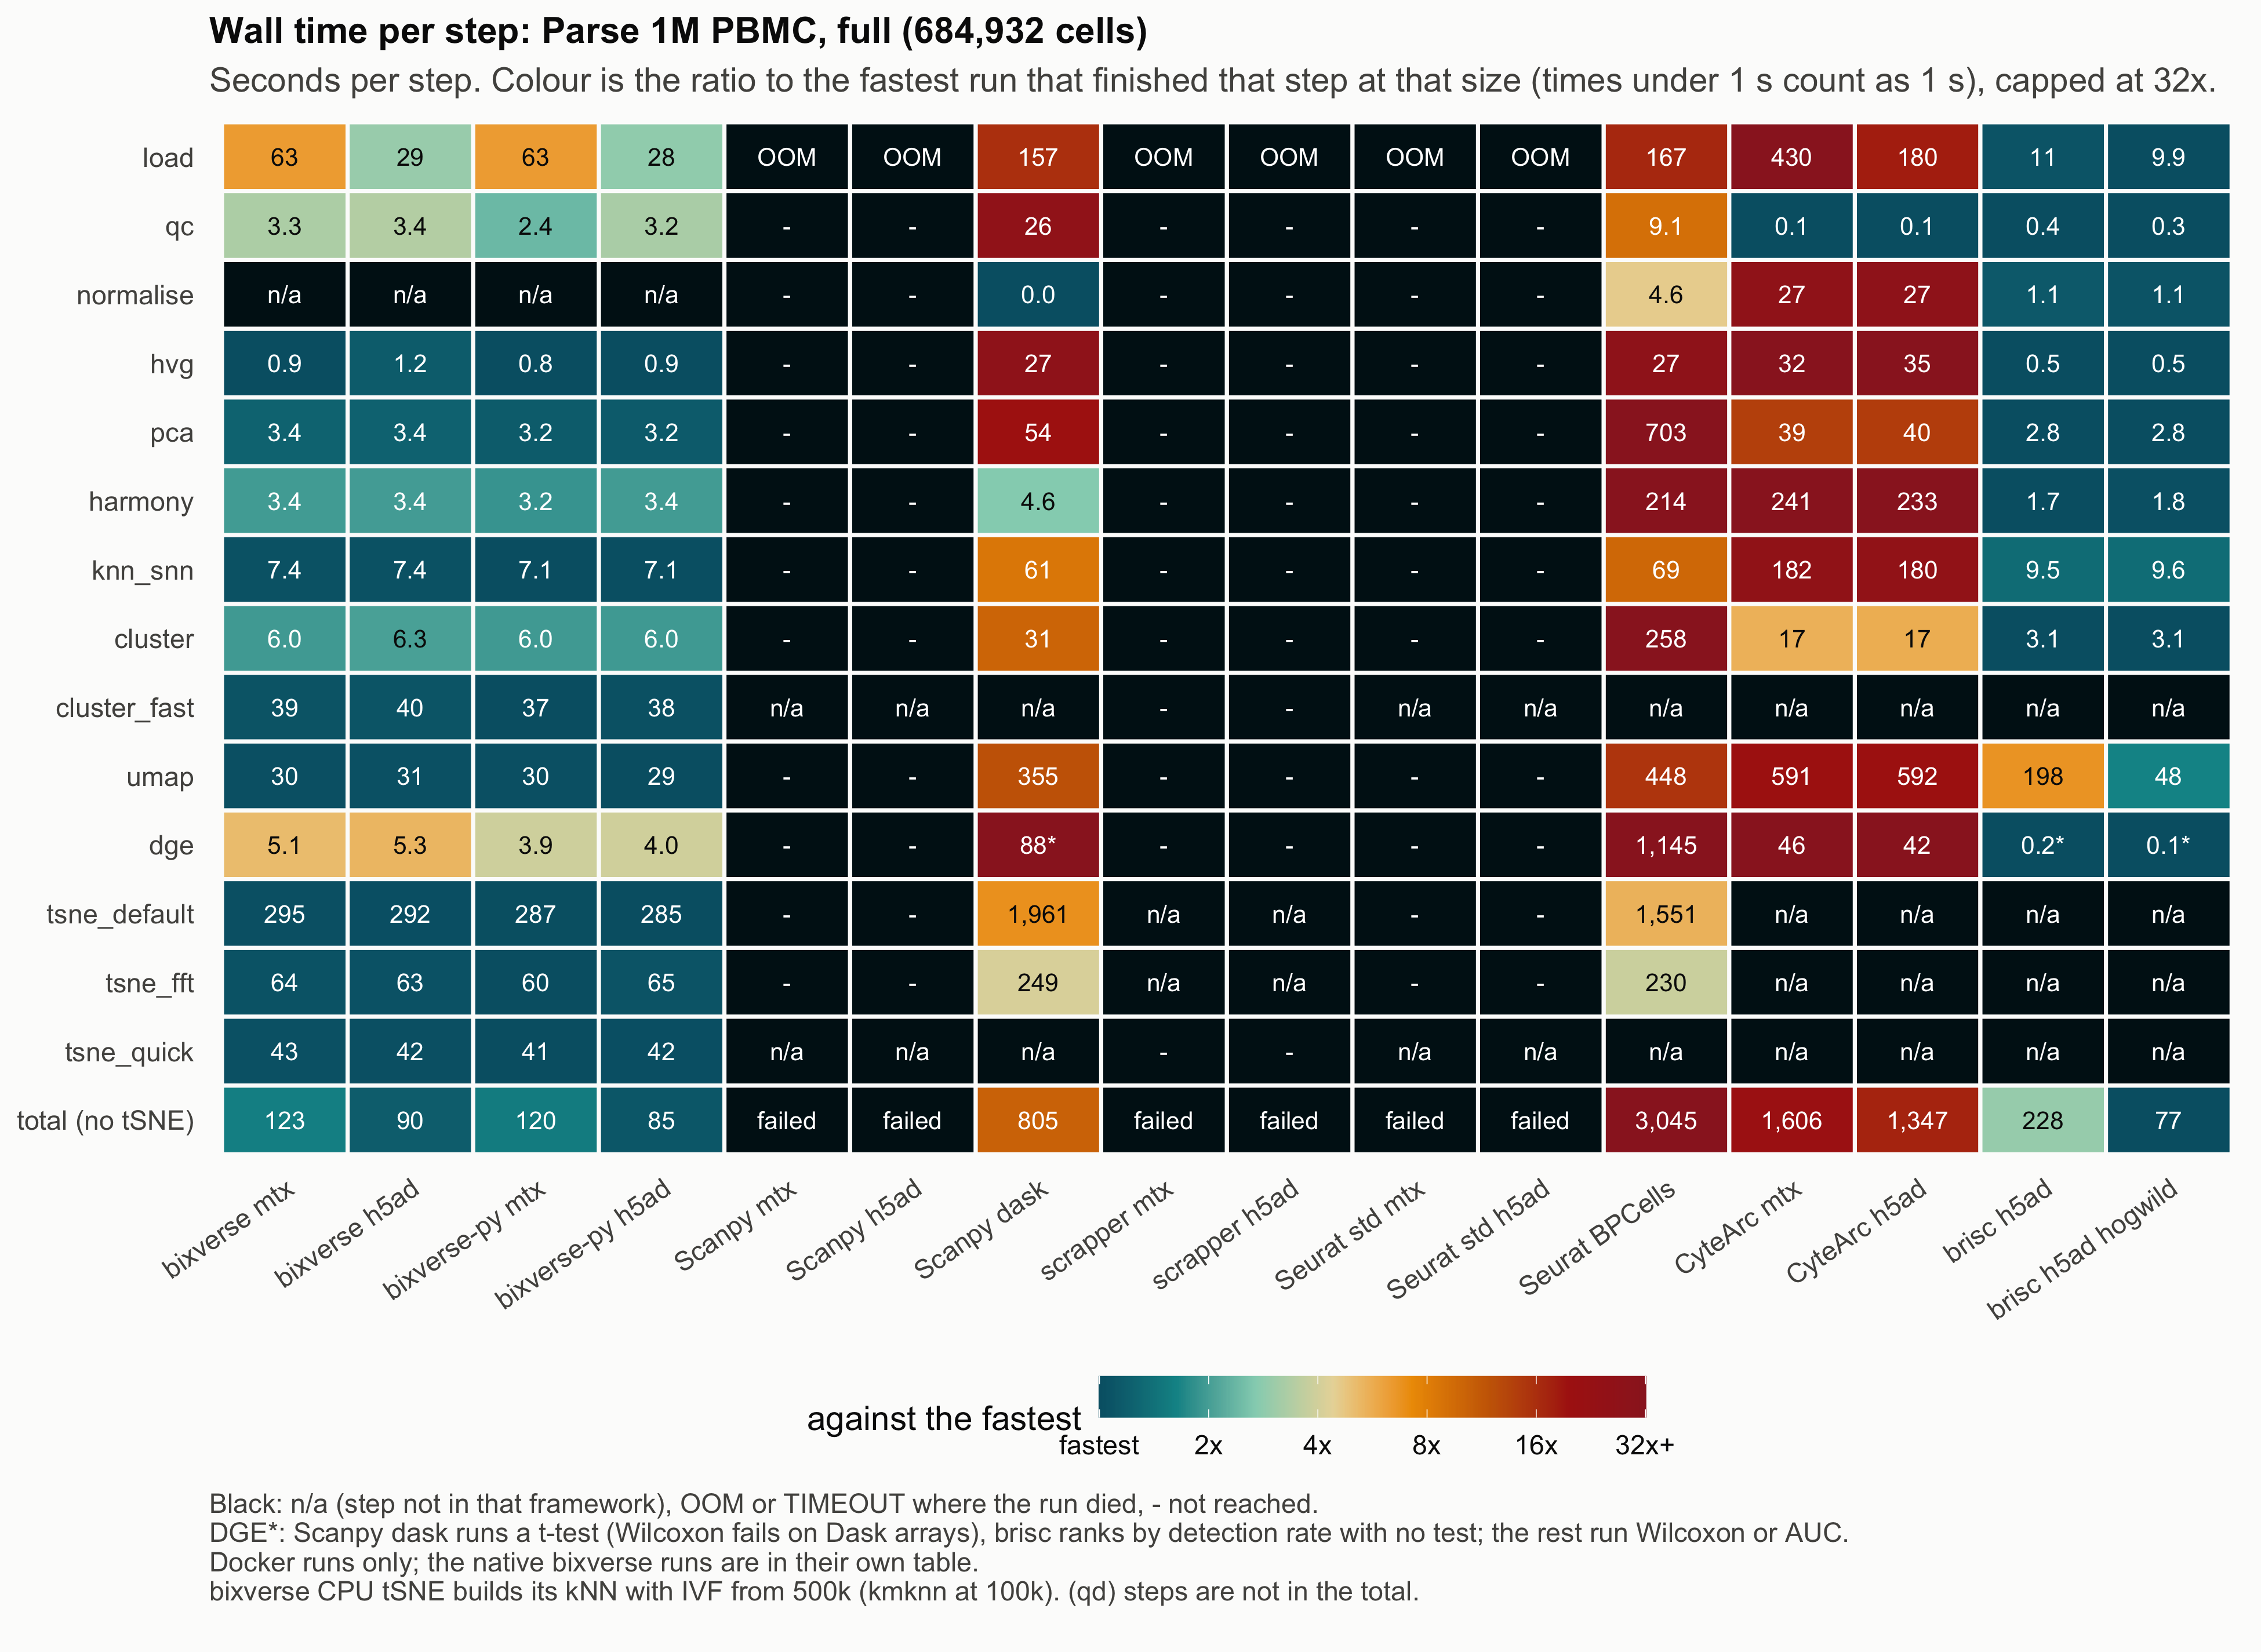 Wall time per step: Parse 1M PBMC, full (684,932 cells)
Seconds per step. Colour is the ratio to the fastest run that finished that step at that size (times under 1 s count as 1 s), capped at 32x.
load 63 29 63 28 OOM OOM 157 OOM OOM OOM OOM 167 430 180 11 9.9
qc 3.3 3.4 2.4 3.2 - - 26 - - - - 9.1 0.1 0.1 0.4 0.3
normalise n/a n/a n/a n/a - - 0.0 - - - - 4.6 27 27 1.1 1.1
hvg 0.9 1.2 0.8 0.9 - - 27 - - - - 27 32 35 0.5 0.5
pca 3.4 3.4 3.2 3.2 - - 54 - - - - 703 39 40 2.8 2.8
harmony 3.4 3.4 3.2 3.4 - - 4.6 - - - - 214 241 233 1.7 1.8
knn_snn 7.4 7.4 7.1 7.1 - - 61 - - - - 69 182 180 9.5 9.6
cluster 6.0 6.3 6.0 6.0 - - 31 - - - - 258 17 17 3.1 3.1
cluster_fast 39 40 37 38 n/a n/a n/a - - n/a n/a n/a n/a n/a n/a n/a
umap 30 31 30 29 - - 355 - - - - 448 591 592 198 48
dge 5.1 5.3 3.9 4.0 - - 88* - - - - 1,145 46 42 0.2* 0.1*
tsne_default 295 292 287 285 - - 1,961 n/a n/a - - 1,551 n/a n/a n/a n/a
tsne_fft 64 63 60 65 - - 249 n/a n/a - - 230 n/a n/a n/a n/a
tsne_quick 43 42 41 42 n/a n/a n/a - - n/a n/a n/a n/a n/a n/a n/a
total (no tSNE) 123 90 120 85 failed failed 805 failed failed failed failed 3,045 1,606 1,347 228 77
bixverse mtx
bixverse h5ad
bixverse-py mtx
bixverse-py h5ad
Scanpy mtx
Scanpy h5ad
Scanpy dask
scrapper mtx
scrapper h5ad
Seurat std mtx
Seurat std h5ad
Seurat BPCells
CyteArc mtx
CyteArc h5ad
brisc h5ad
brisc h5ad hogwild
against the fastest
fastest 2x 4x 8x 16x 32x+
Black: n/a (step not in that framework), OOM or TIMEOUT where the run died, - not reached.
DGE*: Scanpy dask runs a t-test (Wilcoxon fails on Dask arrays), brisc ranks by detection rate with no test; the rest run Wilcoxon or AUC.
Docker runs only; the native bixverse runs are in their own table.
bixverse CPU tSNE builds its kNN with IVF from 500k (kmknn at 100k). (qd) steps are not in the total.